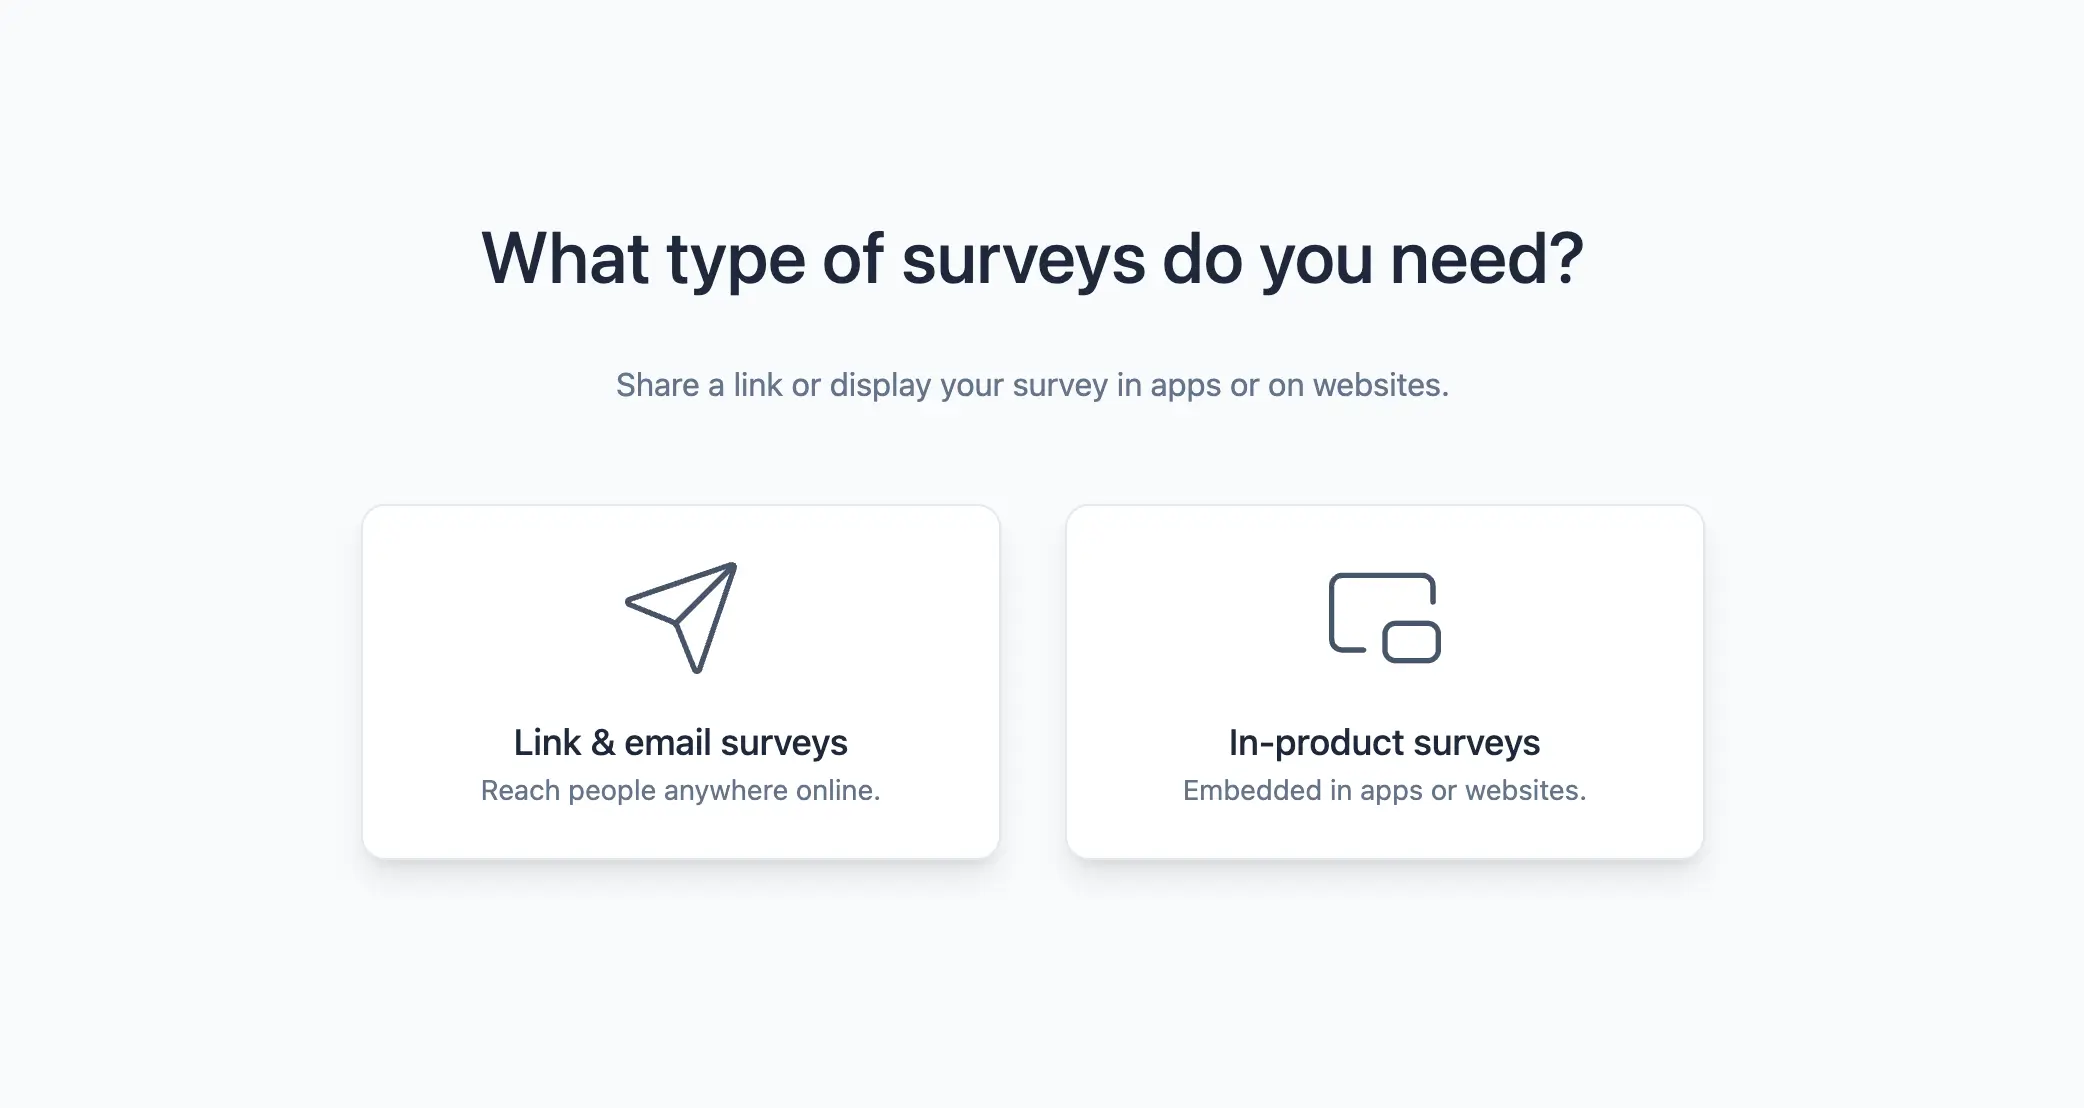 What type of surveys do you need?
Share a link or display your survey in apps or on websites.
Link & email surveys
Reach people anywhere online.
In-product surveys
Embedded in apps or websites.